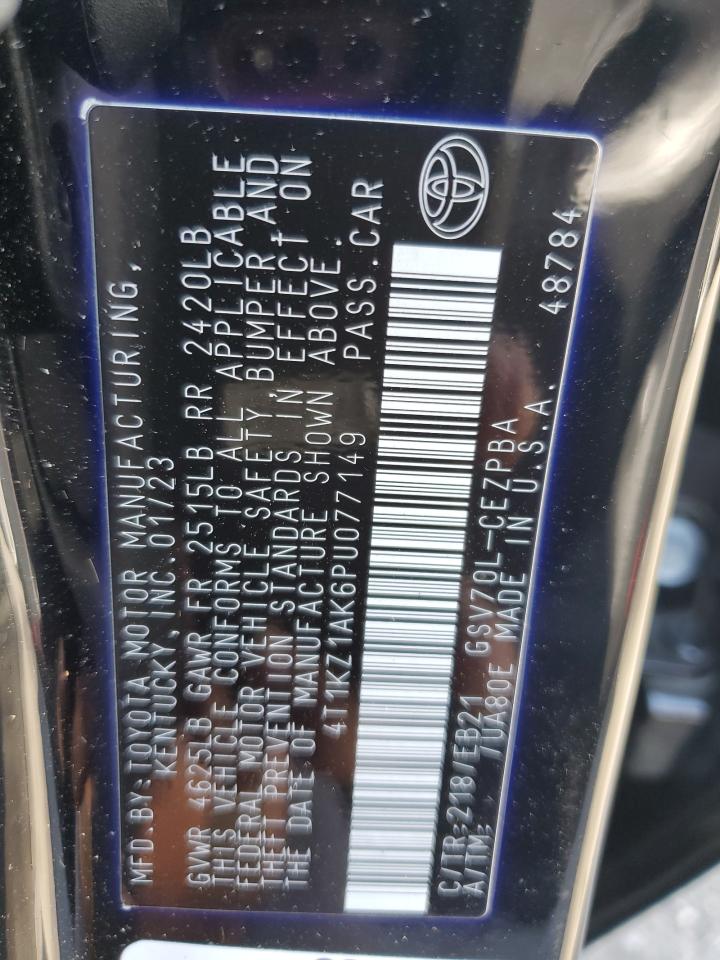 MFD.BY:TOYOTA MOTOR MANUFACTURING,
KENTUCKY, INC.01/23
GVWR 4625LB GAWR FR 2515LB RR 2420LB
THIS VEHICLE CONFORMS TO ALL APPLICABLE
FEDERAL MOTOR VEHICLE SAFETY, BUMPER AND
THEFT PREVENTION STANDARDS IN EFFECT ON
THE DATE OF MANUFACTURE SHOWN ABOVE.
4T1KZ1AK6PU077149 PASS.CAR
C/TR:218/EB21 GSV70L-CEZPBA
A/TM: /UA80E MADE IN U.S.A. 48784